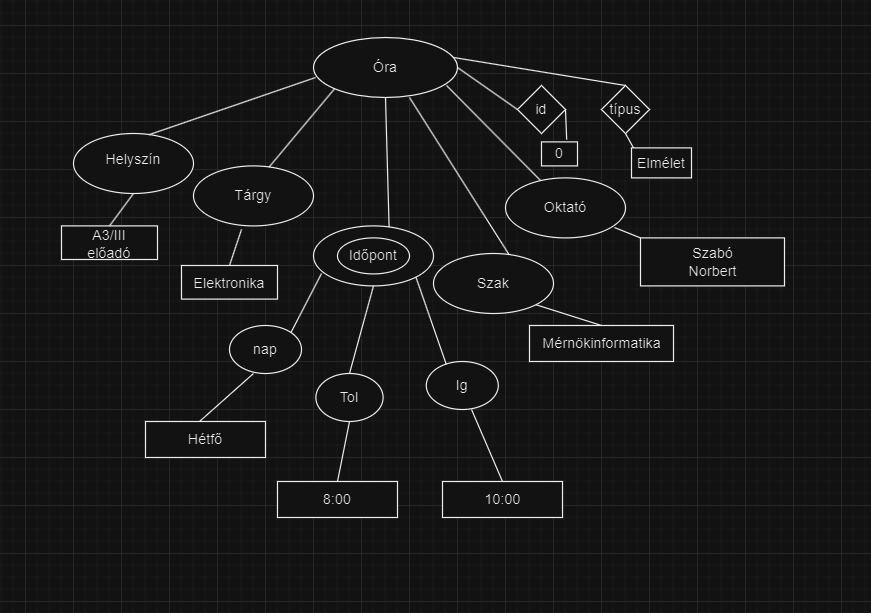 Óra
id
típus
0
Helyszín
Elmélet
Tárgy
Oktató
A3/III
előadó
Időpont
Szabó
Norbert
Elektronika
Szak
Mérnökinformatika
nap
Tol
Ig
Hétfő
8:00
10:00